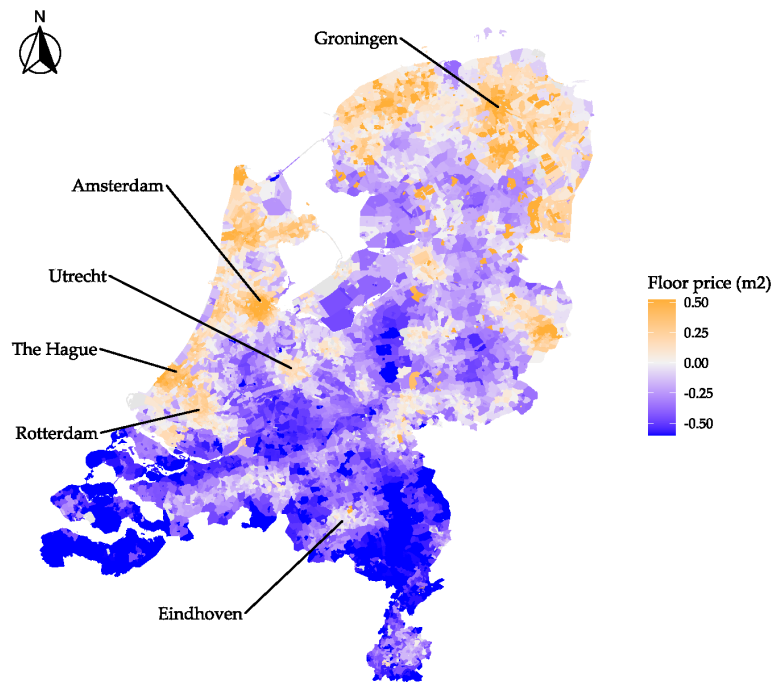 N
Groningen
Amsterdam
Utrecht
The Hague
Rotterdam
Eindhoven
Floor price (m2)
0.50
0.25
0.00
-0.25
-0.50